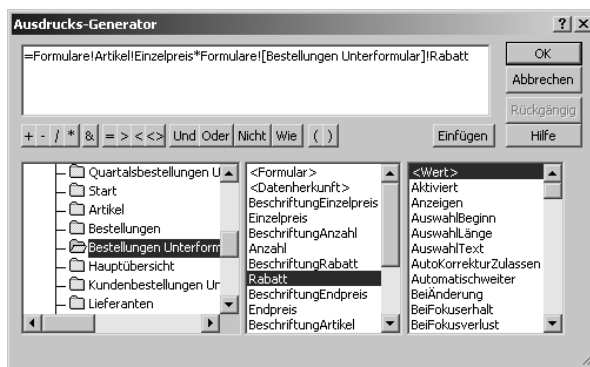 Ausdrucks-Generator
=Formulare!Artikel!Einzelpreis*Formulare![Bestellungen Unterformular]!Rabatt
OK
Abbrechen
Rückgängig
+ - / * & = > < <> Und Oder Nicht Wie ( ) Einfügen Hilfe
Quartalsbestellungen U
Start
Artikel
Bestellungen
Bestellungen Unterform
Hauptübersicht
Kundenbestellungen Ur
Lieferanten
<Formular>
<Datenherkunft>
BeschriftungEinzelpreis
Einzelpreis
BeschriftungAnzahl
Anzahl
BeschriftungRabatt
Rabatt
BeschriftungEndpreis
Endpreis
BeschriftungArtikel
<Wert>
Aktiviert
Anzeigen
AuswahlBeginn
AuswahlLänge
AuswahlText
AutoKorrekturZulassen
Automatischweiter
BeiÄnderung
BeiFokuserhalt
BeiFokusverlust